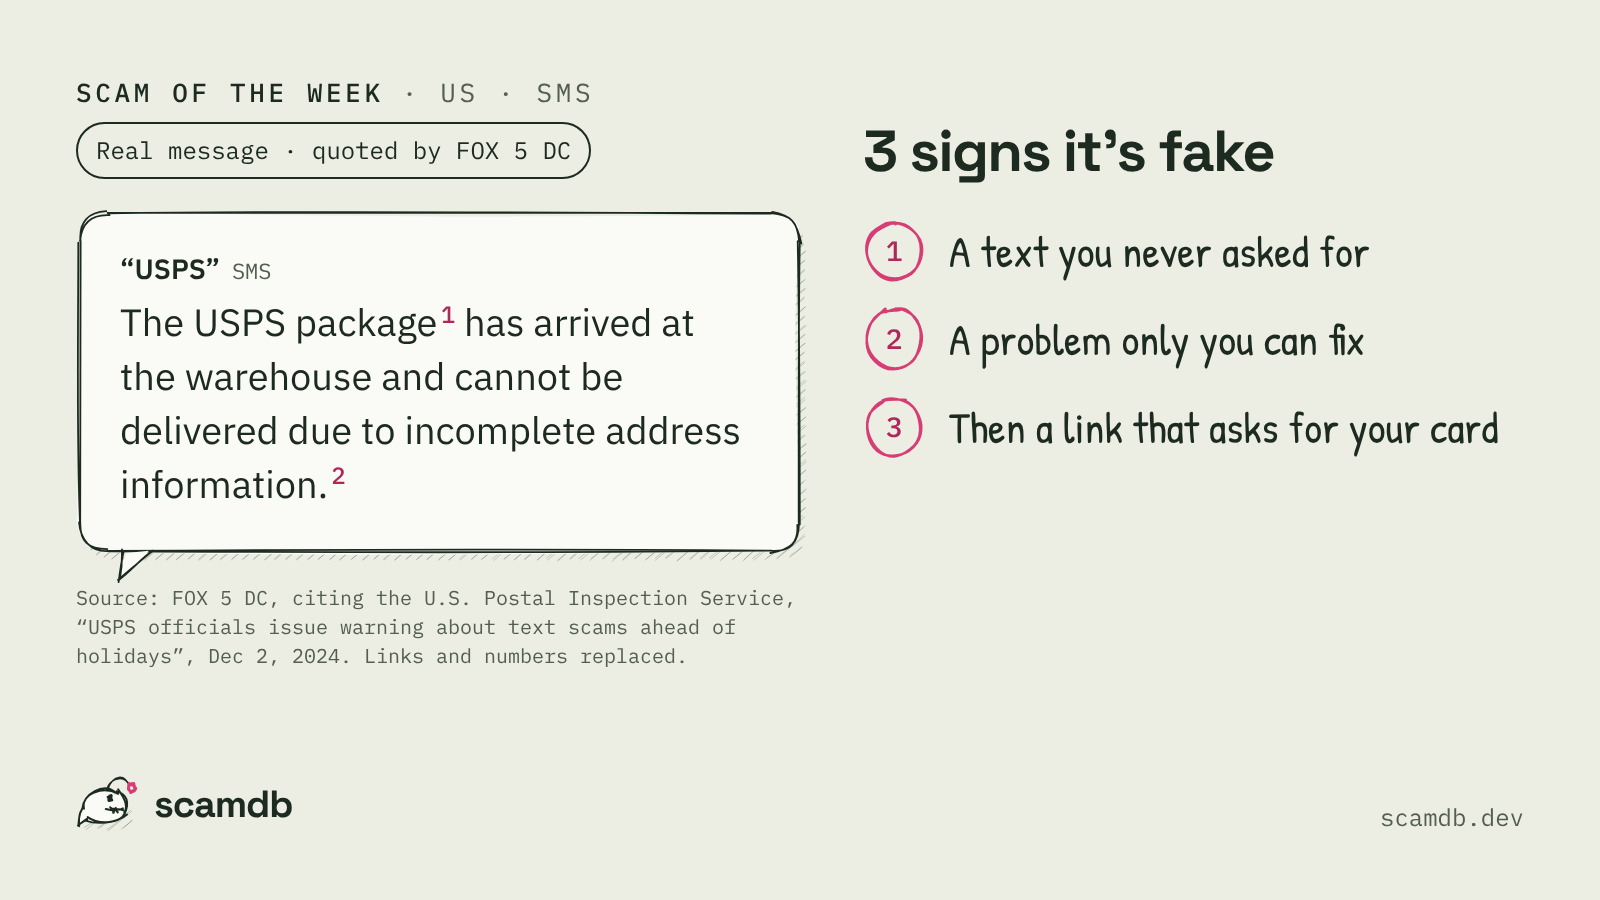 SCAM OF THE WEEK · US · SMS
Real message · quoted by FOX 5 DC
“USPS” SMS
The USPS package1 has arrived at
the warehouse and cannot be
delivered due to incomplete address
information.2
Source: FOX 5 DC, citing the U.S. Postal Inspection Service,
“USPS officials issue warning about text scams ahead of
holidays”, Dec 2, 2024. Links and numbers replaced.
3 signs it’s fake
1 A text you never asked for
2 A problem only you can fix
3 Then a link that asks for your card
scamdb
scamdb.dev